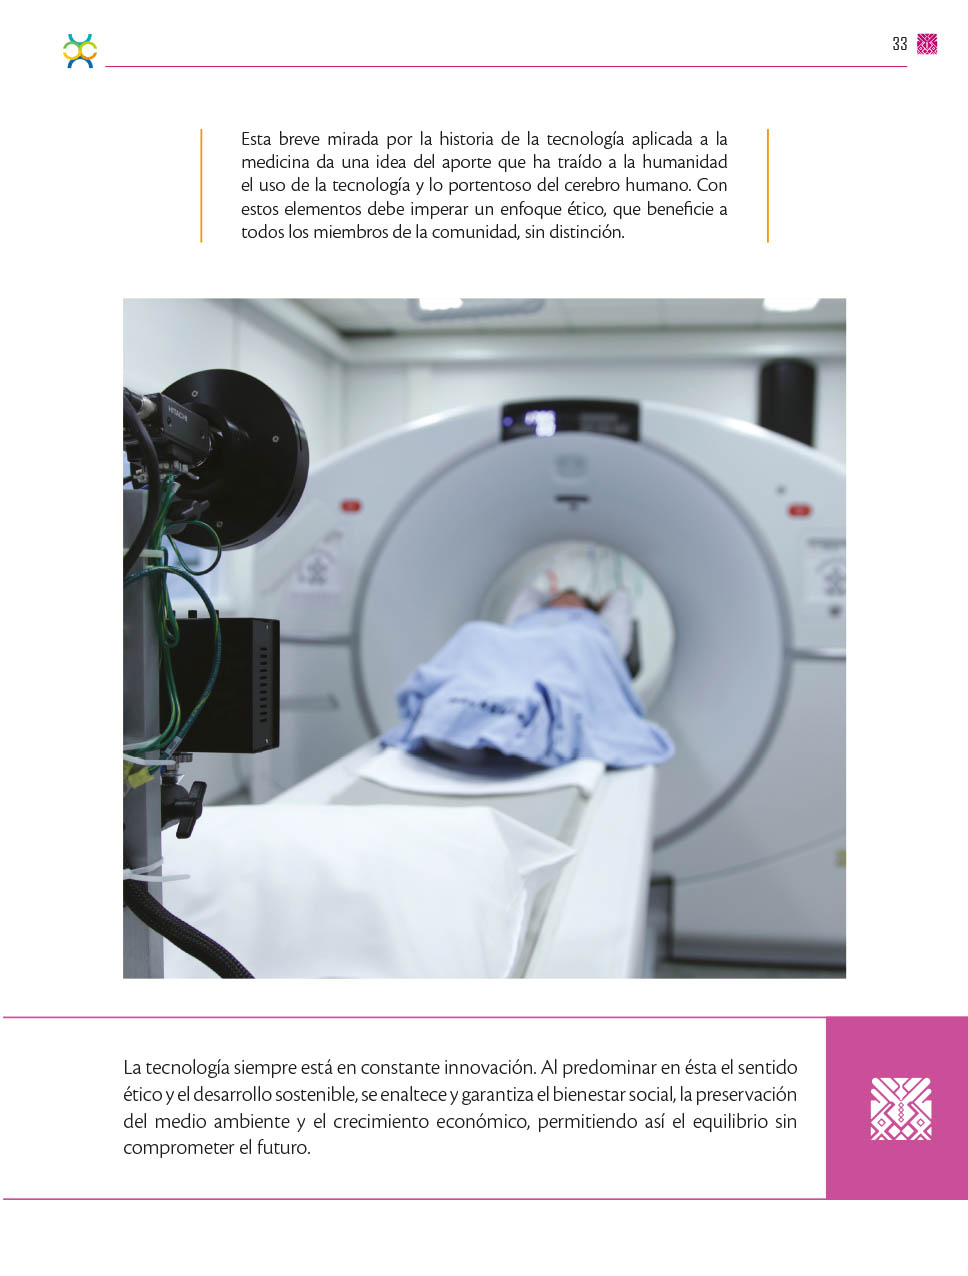 33
Esta breve mirada por la historia de la tecnología aplicada a la
medicina da una idea del aporte que ha traído a la humanidad
el uso de la tecnología y lo portentoso del cerebro humano. Con
estos elementos debe imperar un enfoque ético, que beneficie a
todos los miembros de la comunidad, sin distinción.
HITACHI
La tecnología siempre está en constante innovación. Al predominar en ésta el sentido
ético y el desarrollo sostenible, se enaltece y garantiza el bienestar social, la preservación
del medio ambiente y el crecimiento económico, permitiendo así el equilibrio sin
comprometer el futuro.